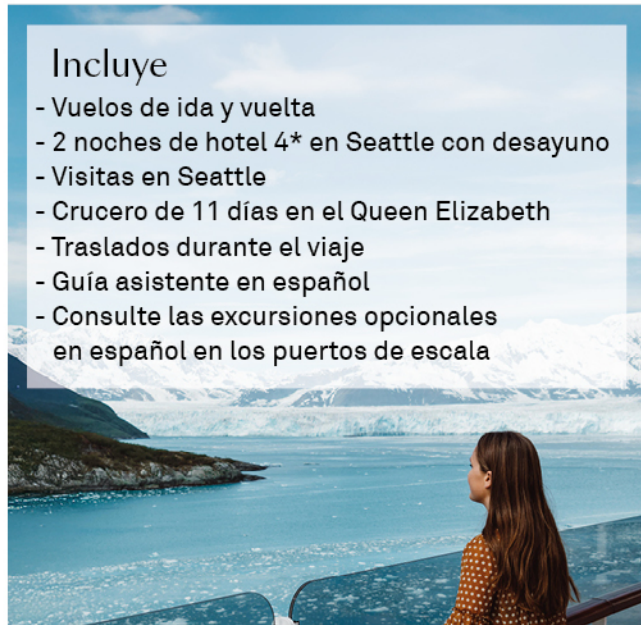 Incluye
- Vuelos de ida y vuelta
- 2 noches de hotel 4* en Seattle con desayuno
- Visitas en Seattle
- Crucero de 11 días en el Queen Elizabeth
- Traslados durante el viaje
- Guía asistente en español
- Consulte las excursiones opcionales
en español en los puertos de escala